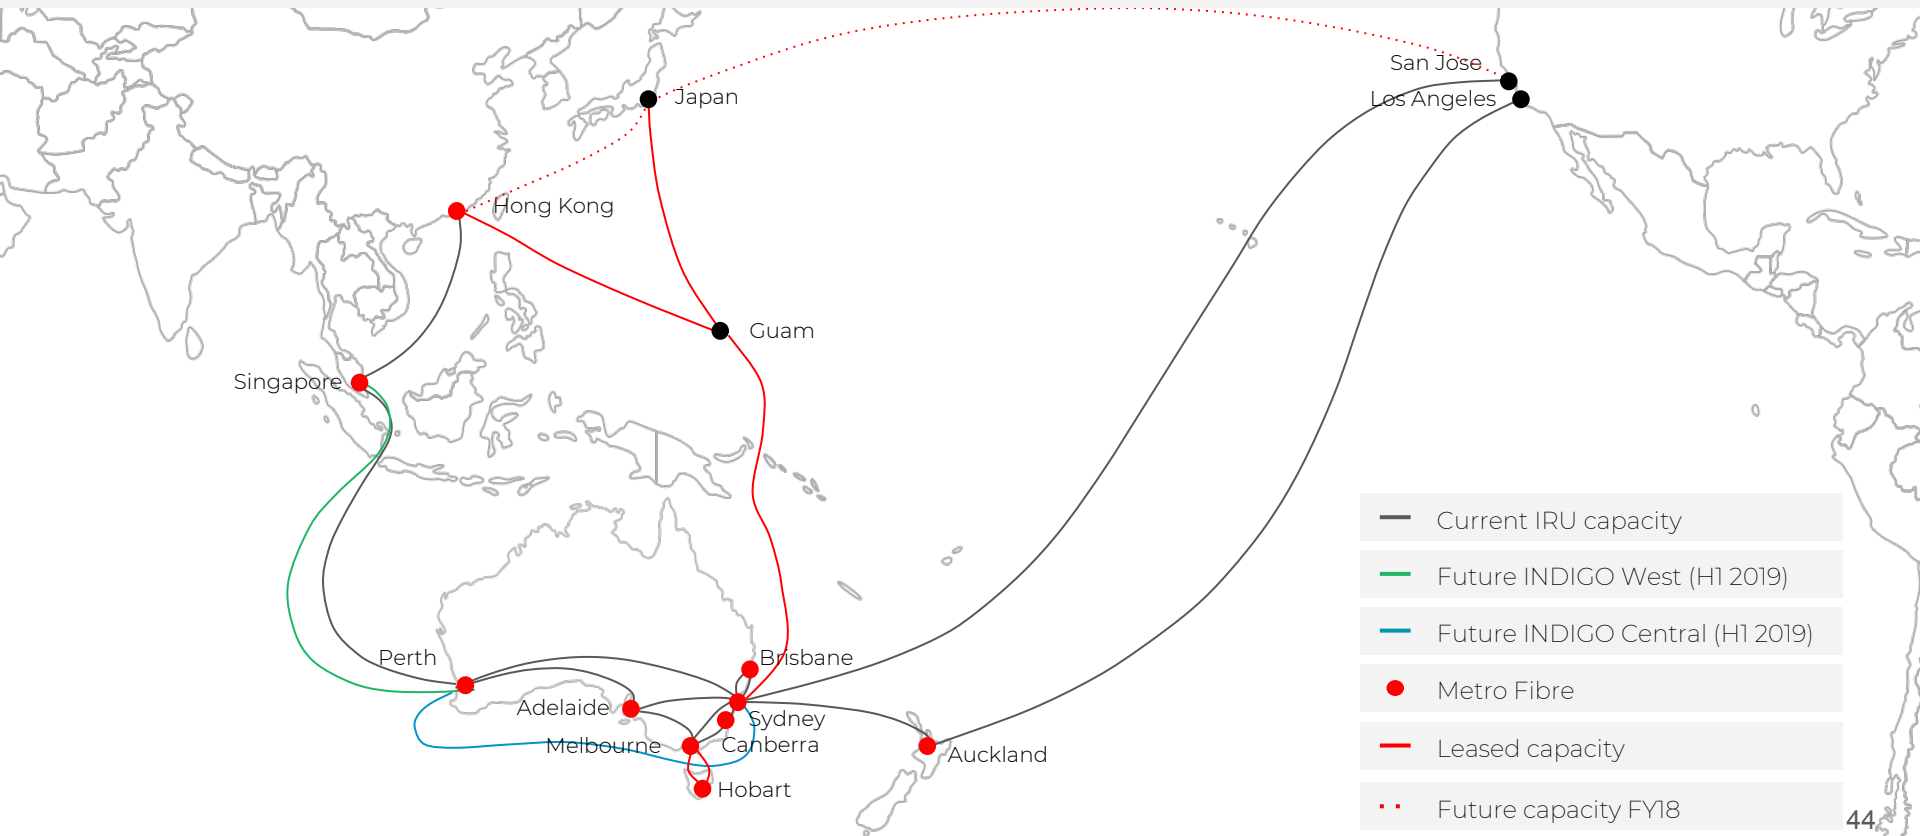 San Jose
Japan
Los Angeles
Hong Kong
Guam
Singapore
Perth
Brisbane
Adelaide
Sydney
Melbourne
Canberra
Auckland
Hobart
Current IRU capacity
Future INDIGO West (H1 2019)
Future INDIGO Central (H1 2019)
Metro Fibre
Leased capacity
Future capacity FY18
44